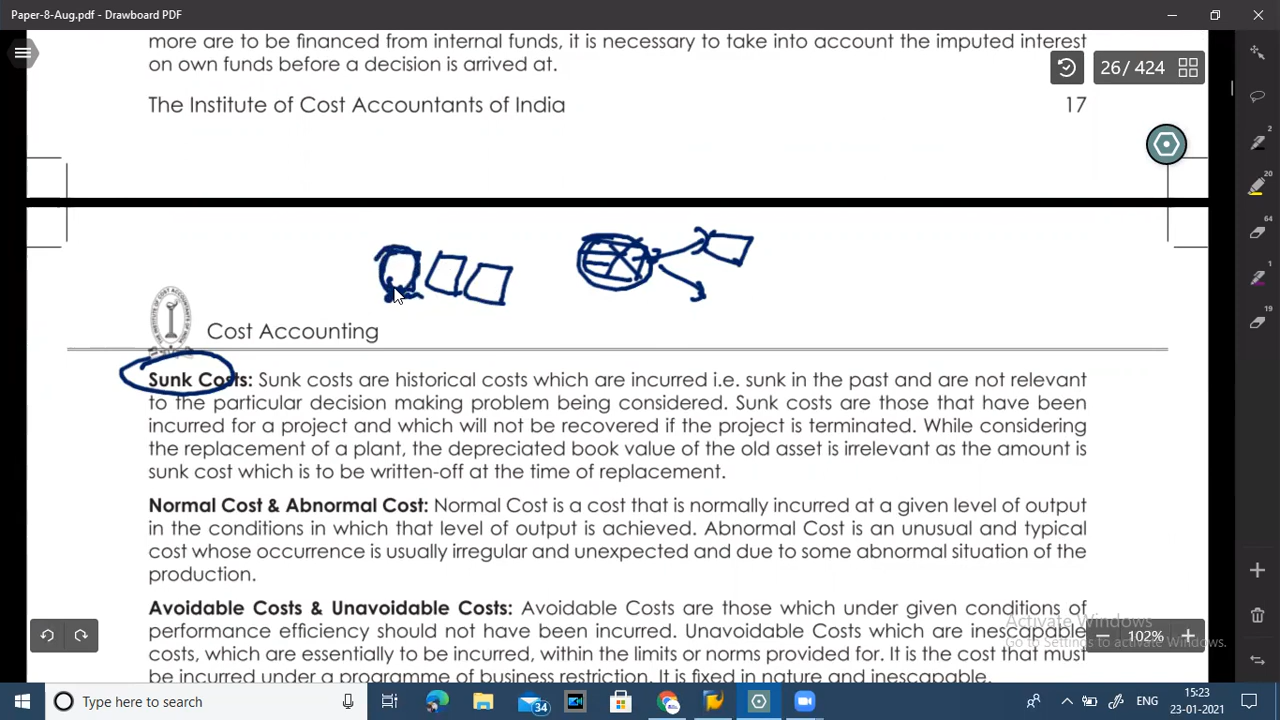 Paper-8-Aug.pdf - Drawboard PDF
more are to be financed from internal funds, it is necessary to take into account the imputed interest
on own funds before a decision is arrived at.
26 / 424
The Institute of Cost Accountants of India 17
Cost Accounting
Sunk Costs: Sunk costs are historical costs which are incurred i.e. sunk in the past and are not relevant
to the particular decision making problem being considered. Sunk costs are those that have been
incurred for a project and which will not be recovered if the project is terminated. While considering
the replacement of a plant, the depreciated book value of the old asset is irrelevant as the amount is
sunk cost which is to be written-off at the time of replacement.
Normal Cost & Abnormal Cost: Normal Cost is a cost that is normally incurred at a given level of output
in the conditions in which that level of output is achieved. Abnormal Cost is an unusual and typical
cost whose occurrence is usually irregular and unexpected and due to some abnormal situation of the
production.
Avoidable Costs & Unavoidable Costs: Avoidable Costs are those which under given conditions of
performance efficiency should not have been incurred. Unavoidable Costs which are inescapable
costs, which are essentially to be incurred, within the limits or norms provided for. It is the cost that must
be incurred under a programme of business restriction. It is fixed in nature and inescapable.
2
20
64
4
19
Activate Windows
Go to Settings to activate Windows.
102%
Type here to search
34
ENG
15:23
23-01-2021